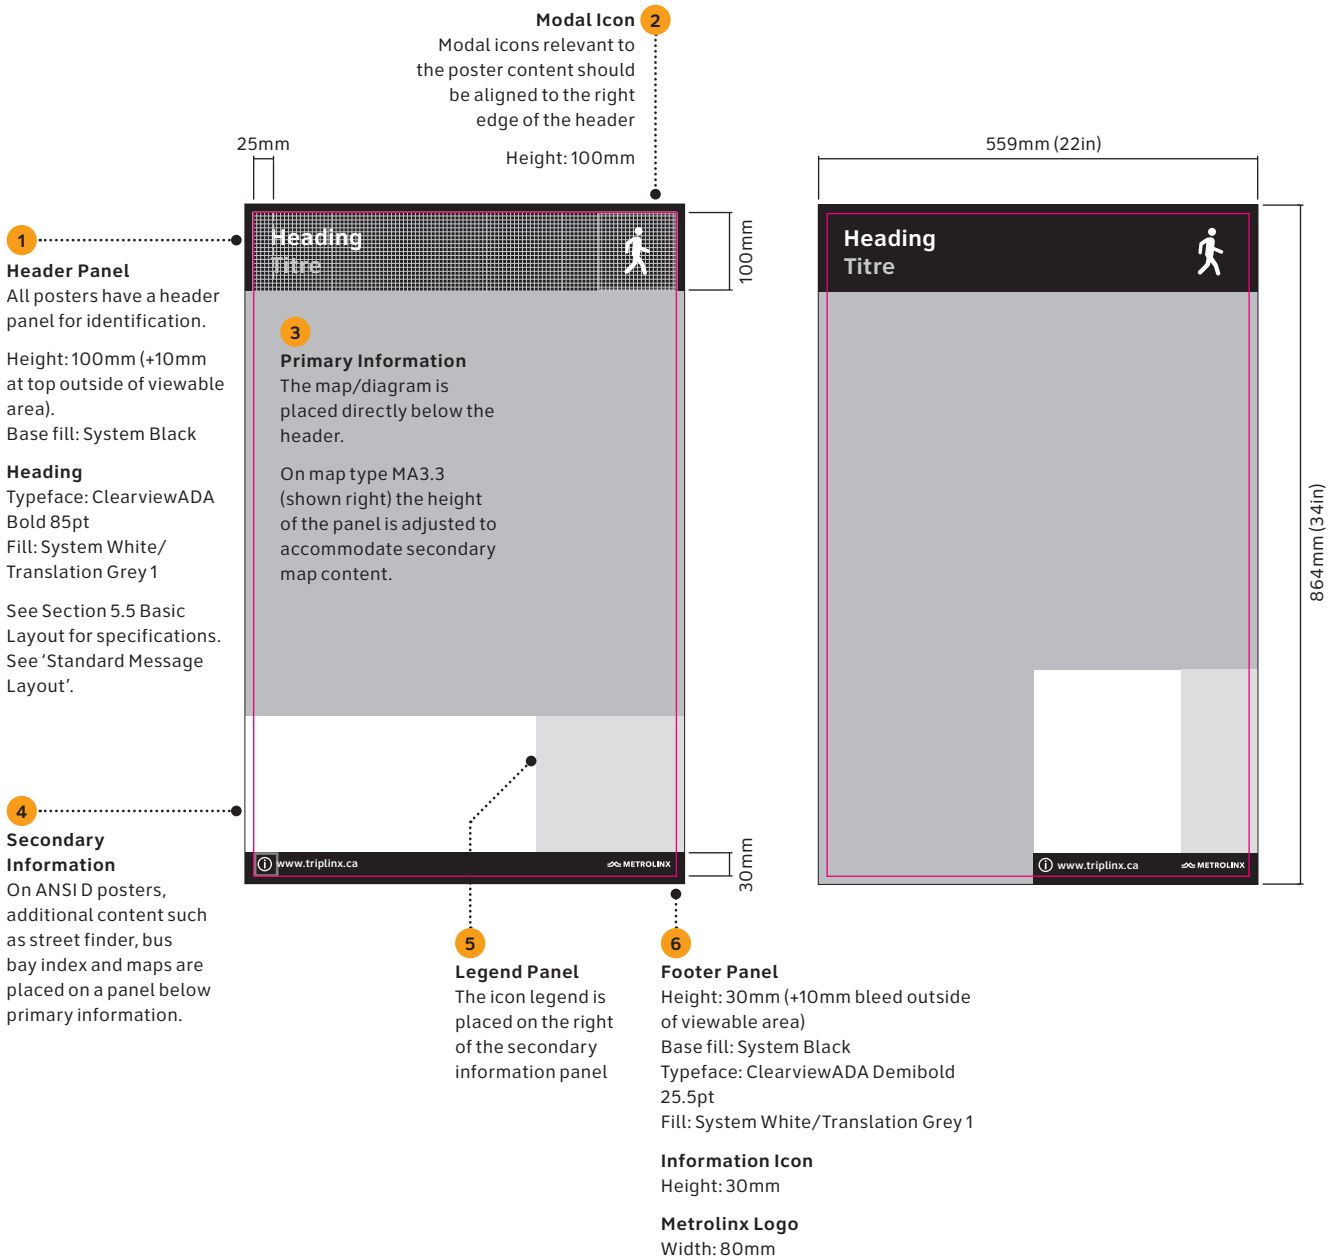 Modal Icon 2
Modal icons relevant to
the poster content should
be aligned to the right
edge of the header
Height: 100mm
25mm
559mm (22in)
1
Header Panel
All posters have a header
panel for identification.
Height: 100mm (+10mm
at top outside of viewable
area).
Base fill: System Black
Heading
Typeface: ClearviewADA
Bold 85pt
Fill: System White/
Translation Grey 1
See Section 5.5 Basic
Layout for specifications.
See ‘Standard Message
Layout’.
Heading
Titre
100mm
3
Primary Information
The map/diagram is
placed directly below the
header.
On map type MA3.3
(shown right) the height
of the panel is adjusted to
accommodate secondary
map content.
Heading
Titre
864mm (34in)
4
Secondary
Information
On ANSI D posters,
additional content such
as street finder, bus
bay index and maps are
placed on a panel below
primary information.
i www.triplinx.ca METROLINX
30mm
i www.triplinx.ca METROLINX
5
Legend Panel
The icon legend is
placed on the right
of the secondary
information panel
6
Footer Panel
Height: 30mm (+10mm bleed outside
of viewable area)
Base fill: System Black
Typeface: ClearviewADA Demibold
25.5pt
Fill: System White/Translation Grey 1
Information Icon
Height: 30mm
Metrolinx Logo
Width: 80mm